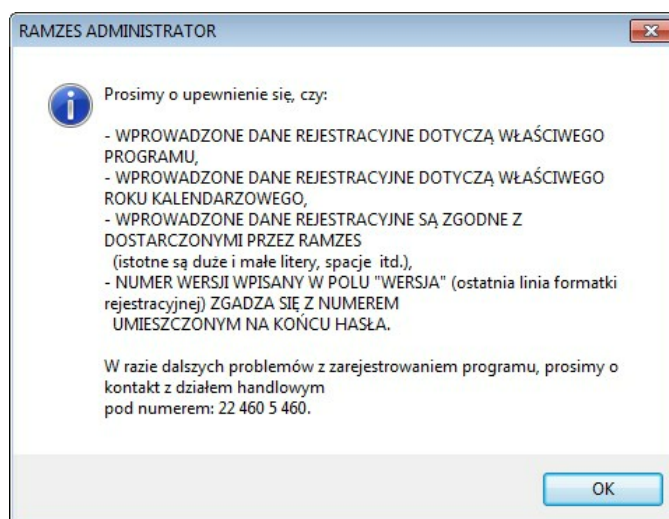 RAMZES ADMINISTRATOR
Prosimy o upewnienie się, czy:
- WPROWADZONE DANE REJESTRACYJNE DOTYCZĄ WŁAŚCIWEGO
PROGRAMU,
- WPROWADZONE DANE REJESTRACYJNE DOTYCZĄ WŁAŚCIWEGO
ROKU KALENDARZOWEGO,
- WPROWADZONE DANE REJESTRACYJNE SĄ ZGODNE Z
DOSTARCZONYMI PRZEZ RAMZES
(istotne są duże i małe litery, spacje itd.),
- NUMER WERSJI WPISANY W POLU "WERSJA" (ostatnia linia formatki
rejestracyjnej) ZGADZA SIĘ Z NUMEREM
UMIESZCZONYM NA KOŃCU HASŁA.
W razie dalszych problemów z zarejestrowaniem programu, prosimy o
kontakt z działem handlowym
pod numerem: 22 460 5 460.
OK